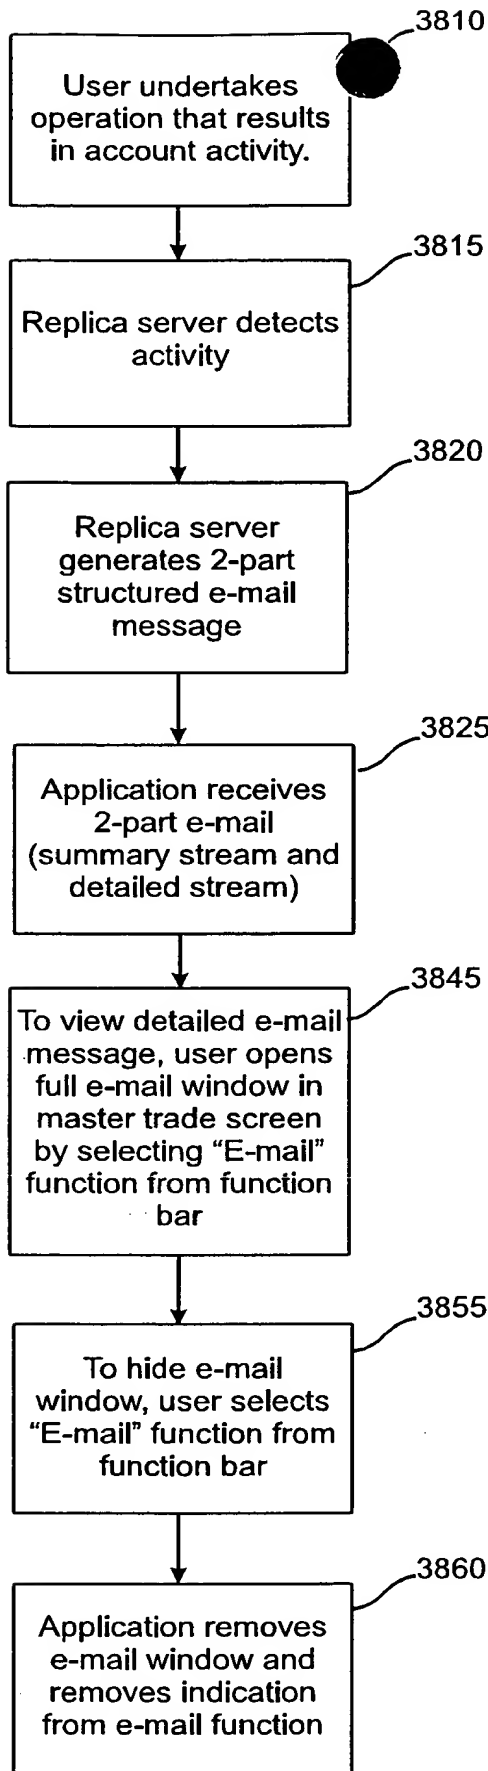 3810
User undertakes
operation that results
in account activity.
3815
Replica server detects
activity
3820
Replica server
generates 2-part
structured e-mail
message
3825
Application receives
2-part e-mail
(summary stream and
detailed stream)
3845
To view detailed e-mail
message, user opens
full e-mail window in
master trade screen
by selecting “E-mail”
function from function
bar
3855
To hide e-mail
window, user selects
“E-mail” function from
function bar
3860
Application removes
e-mail window and
removes indication
from e-mail function